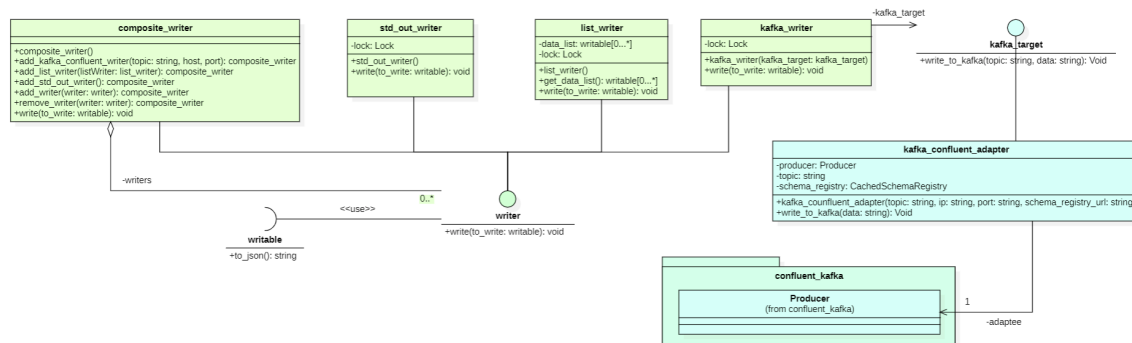 composite_writer
+composite_writer()
+add_kafka_confluent_writer(topic: string, host, port): composite_writer
+add_list_writer(listWriter: list_writer): composite_writer
+add_std_out_writer(): composite_writer
+add_writer(writer: writer): composite_writer
+remove_writer(writer: writer): composite_writer
+write(to_write: writable): void
std_out_writer
-lock: Lock
+std_out_writer()
+write(to_write: writable): void
list_writer
-data_list: writable[0...*]
-lock: Lock
+list_writer()
+get_data_list(): writable[0...*]
+write(to_write: writable): void
kafka_writer
-lock: Lock
+kafka_writer(kafka_target: kafka_target)
+write(to_write: writable): void
-kafka_target
kafka_target
+write_to_kafka(topic: string, data: string): Void
kafka_confluent_adapter
-producer: Producer
-topic: string
-schema_registry: CachedSchemaRegistry
+kafka_counfluent_adapter(topic: string, ip: string, port: string, schema_registry_url: string
+write_to_kafka(data: string): Void
-writers
0..*
<<use>>
writer
+write(to_write: writable): void
writable
+to_json(): string
confluent_kafka
Producer
(from confluent_kafka)
1
-adaptee